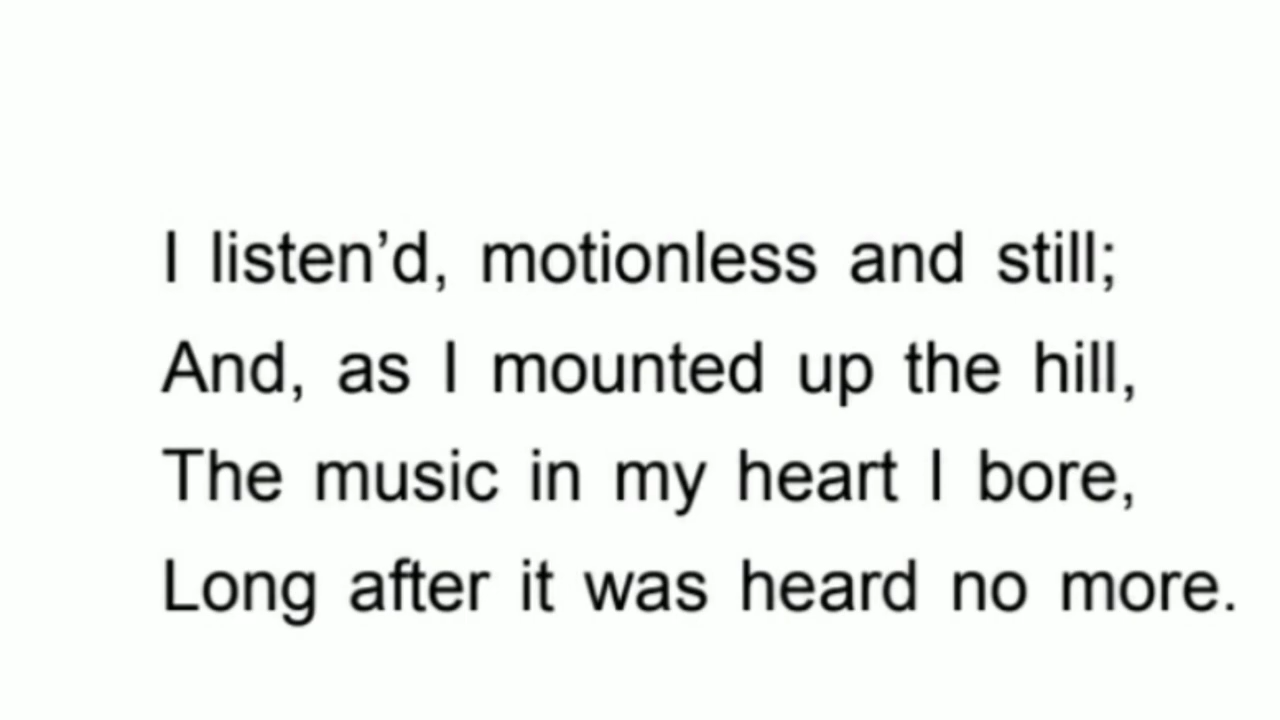 I listen’d, motionless and still;
And, as I mounted up the hill,
The music in my heart I bore,
Long after it was heard no more.